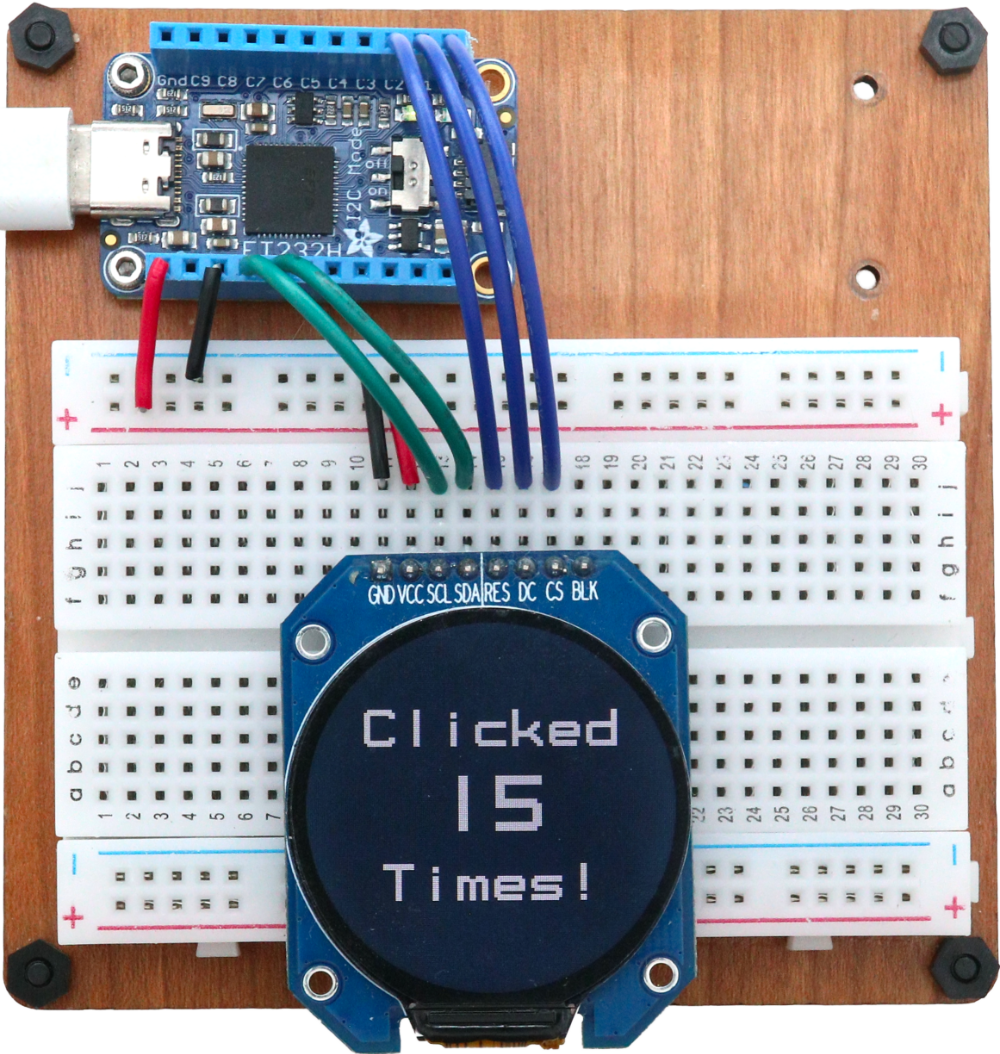 Gnd C9 C8 C7 C6 C5 C4 C3 C2
I2C Mode
Off
on
FT232H
- -
+ +
1 2 3 4 5 6 7 8 9 10 18 19 20 21 22 23 24 25 26 27 28 29 30
j j
i i
h h
g g
f f
GND VCC SCL SDA RES DC CS BLK
Clicked
15
Times!
e
d d
c c
b b
a a
1 2 3 4 5 6 7 22 23 24 25 26 27 28 29 30
- -
+ +